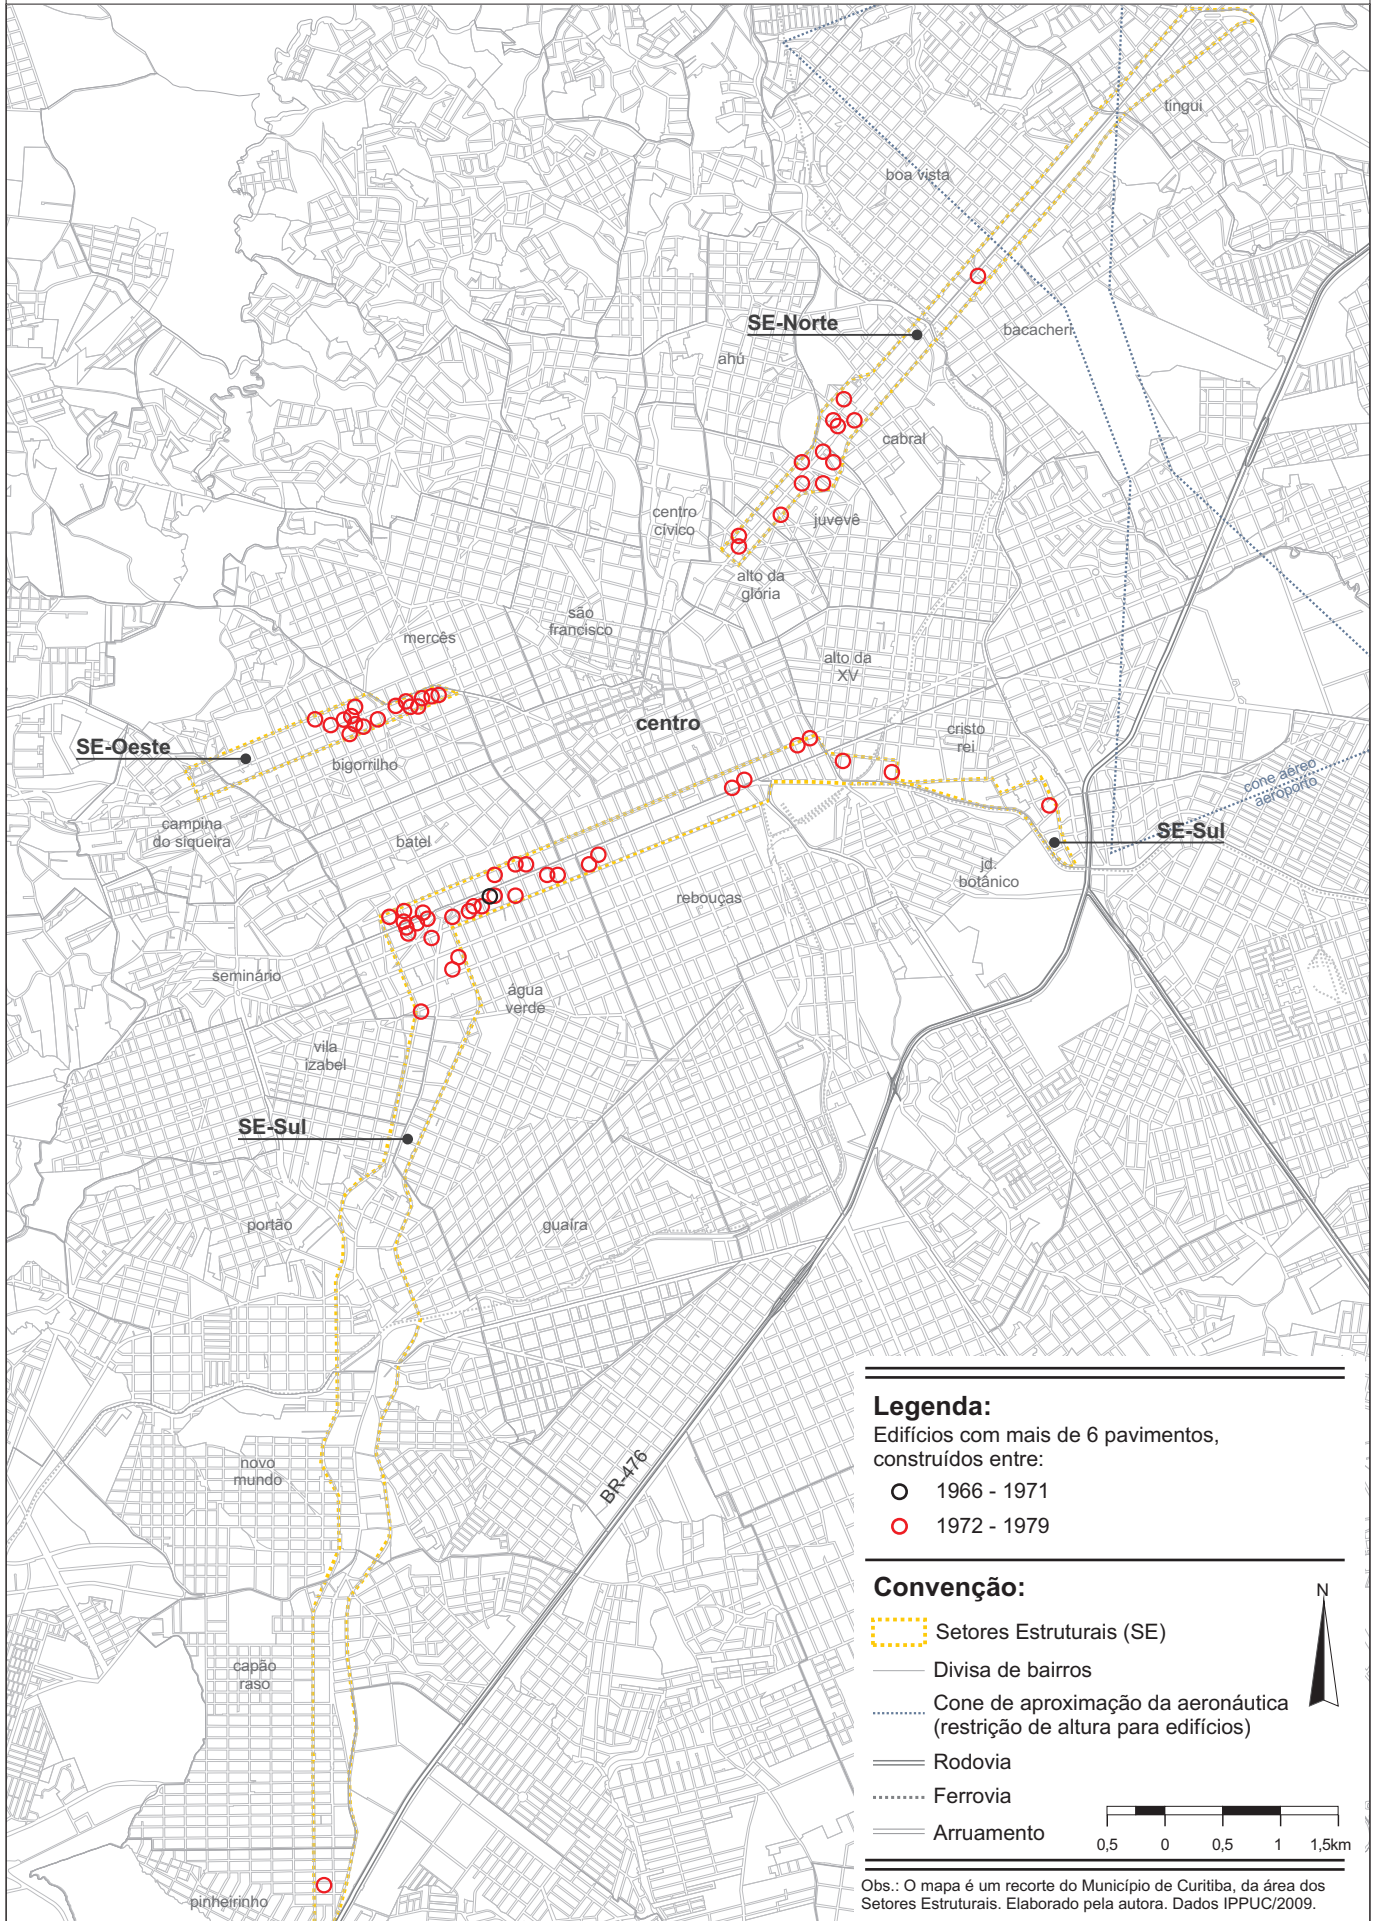 tingui
boa vista
SE-Norte
bacacheri
ahú
cabral
centro
cívico
juvevê
alto da
glória
são
francisco
mercês
alto da
XV
centro
cristo
rei
SE-Oeste
bigorrilho
cone aéreo
aeroporto
campina
do siqueira
batel
SE-Sul
jd.
botânico
rebouças
seminário
água
verde
vila
izabel
SE-Sul
portão
guaíra
novo
mundo
BR-476
capão
raso
pinheirinho
Legenda:
Edifícios com mais de 6 pavimentos,
construídos entre:
1966 - 1971
1972 - 1979
Convenção:
N
Setores Estruturais (SE)
Divisa de bairros
Cone de aproximação da aeronáutica
(restrição de altura para edifícios)
Rodovia
Ferrovia
Arruamento
0,5 0 0,5 1 1,5km
Obs.: O mapa é um recorte do Município de Curitiba, da área dos
Setores Estruturais. Elaborado pela autora. Dados IPPUC/2009.